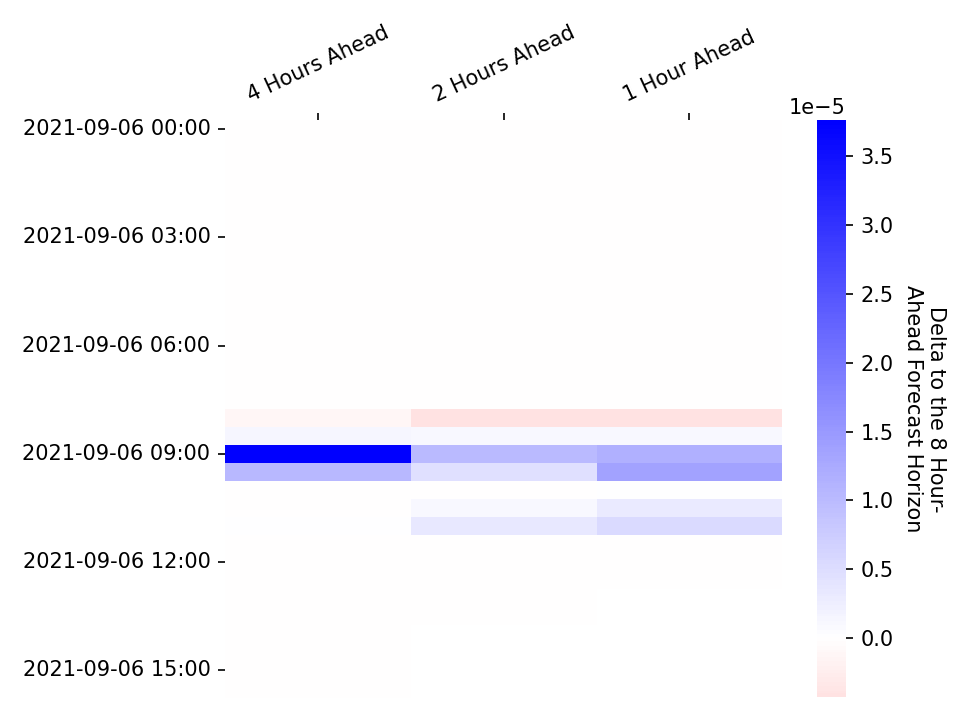 4 Hours Ahead
2 Hours Ahead
1 Hour Ahead
1e−5
2021-09-06 00:00
2021-09-06 03:00
2021-09-06 06:00
2021-09-06 09:00
2021-09-06 12:00
2021-09-06 15:00
3.5
3.0
2.5
2.0
1.5
1.0
0.5
0.0
Delta to the 8 Hour-
Ahead Forecast Horizon